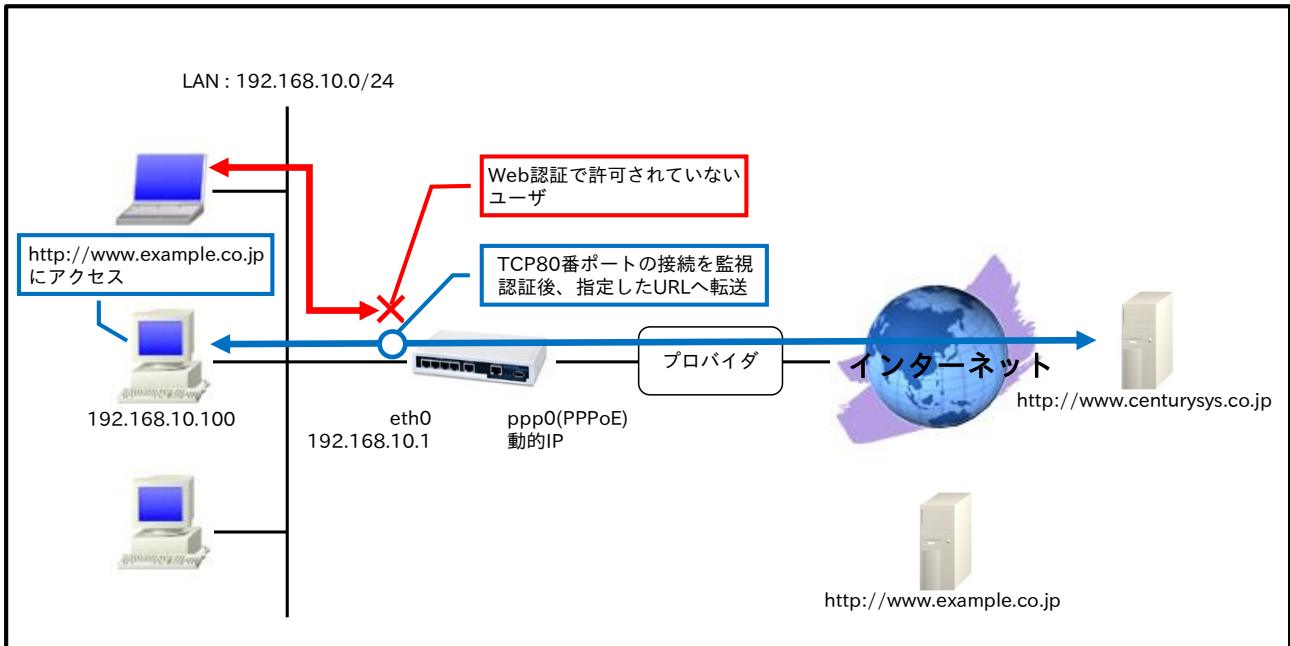 LAN : 192.168.10.0/24
Web認証で許可されていない
ユーザ
http://www.example.co.jp
にアクセス
TCP80番ポートの接続を監視
認証後、指定したURLへ転送
プロバイダ
インターネット
http://www.centurysys.co.jp
192.168.10.100
eth0
192.168.10.1
ppp0(PPPoE)
動的IP
http://www.example.co.jp